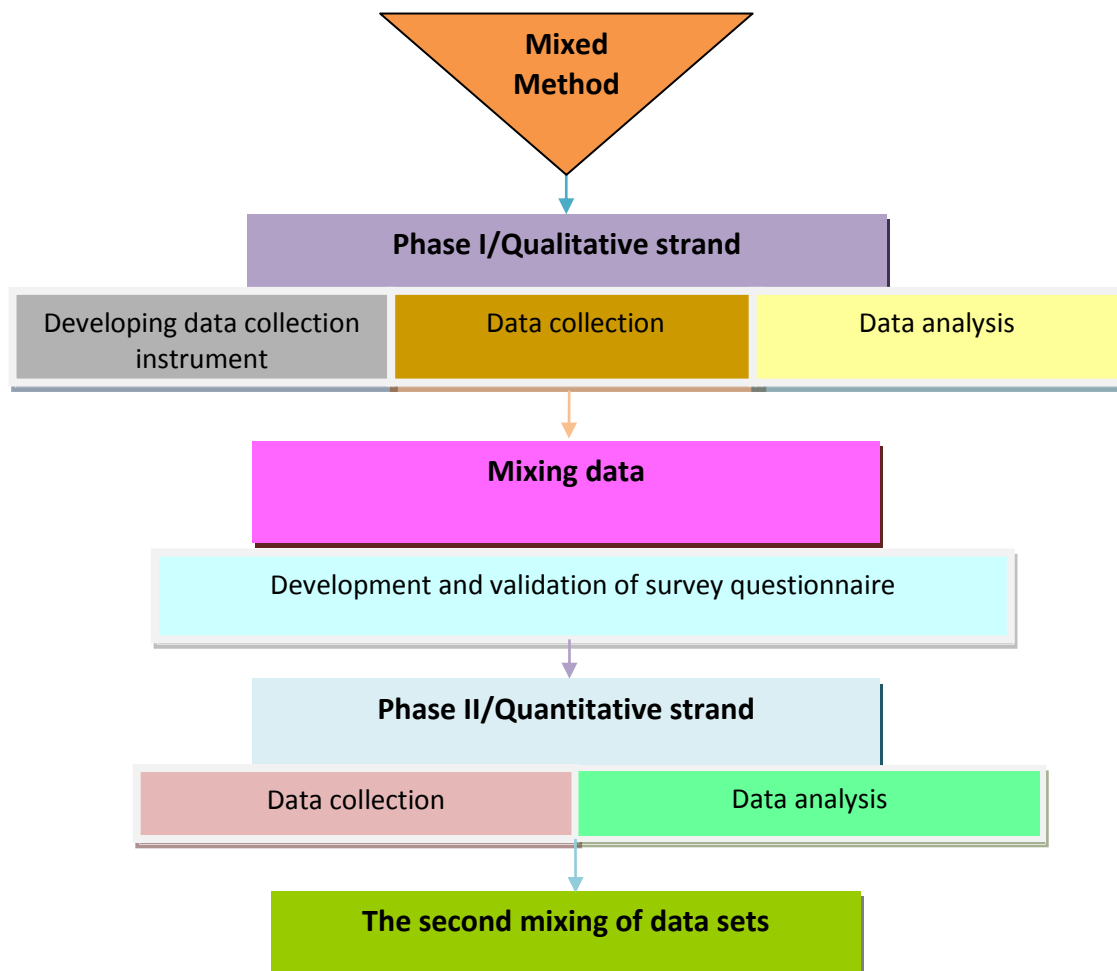 Mixed
Method
Phase I/Qualitative strand
Developing data collection
instrument
Data collection
Data analysis
Mixing data
Development and validation of survey questionnaire
Phase II/Quantitative strand
Data collection
Data analysis
The second mixing of data sets